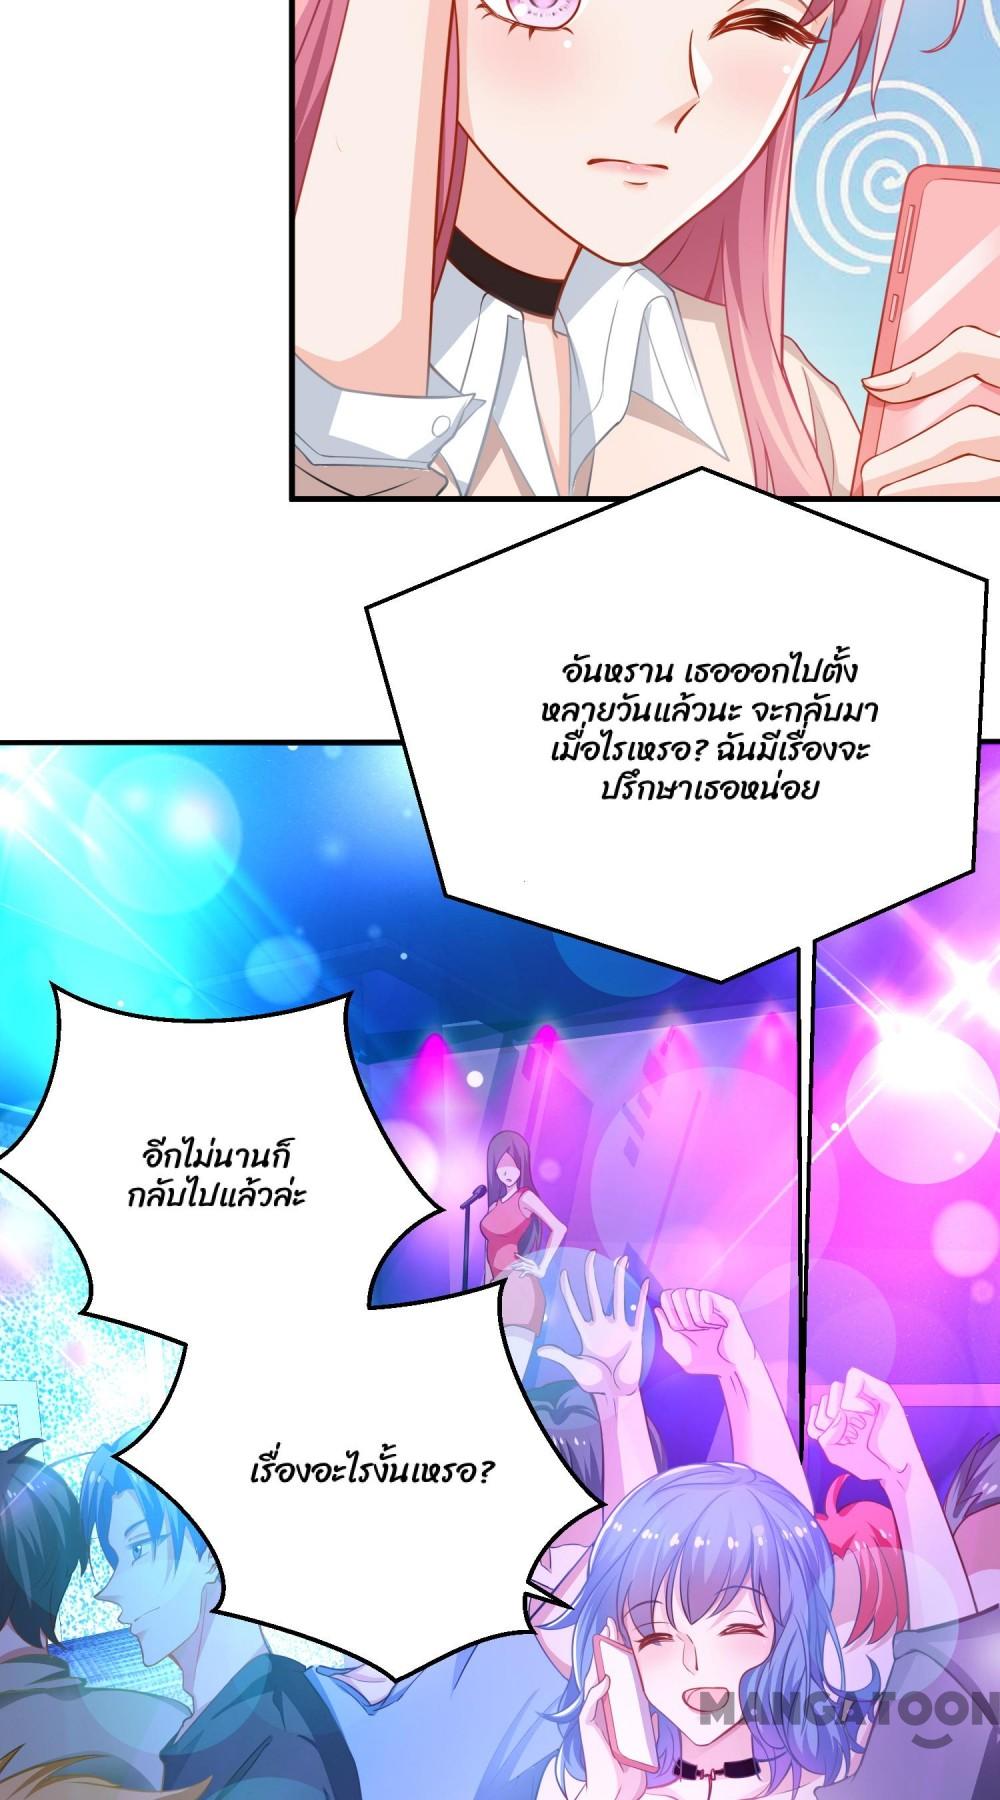 อันหราน เธอออกไปตั้ง
หลายวันแล้วนะ จะกลับมา
เมื่อไรเหรอ? ฉันมีเรื่องจะ
ปรึกษาเธอหน่อย
อีกไม่นานก็
กลับไปแล้วล่ะ
เรื่องอะไรงั้นเหรอ?
MANGATOON